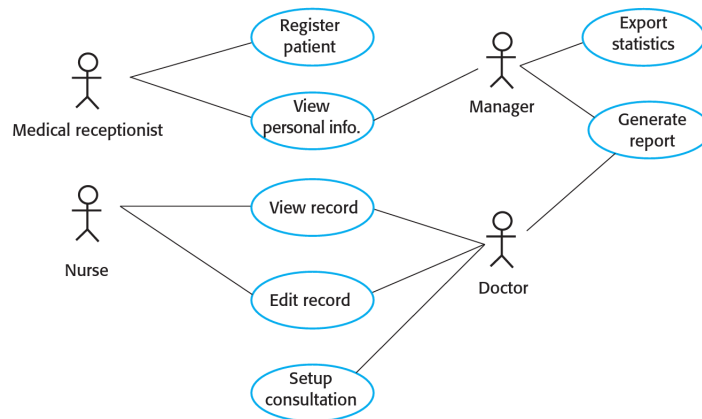 Register
patient
Export
statistics
Medical receptionist
View
personal info.
Manager
Generate
report
Nurse
View record
Edit record
Doctor
Setup
consultation